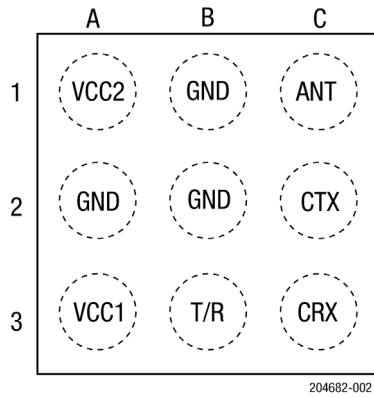 A B C
1 VCC2 GND ANT
2 GND GND CTX
3 VCC1 T/R CRX
204682-002